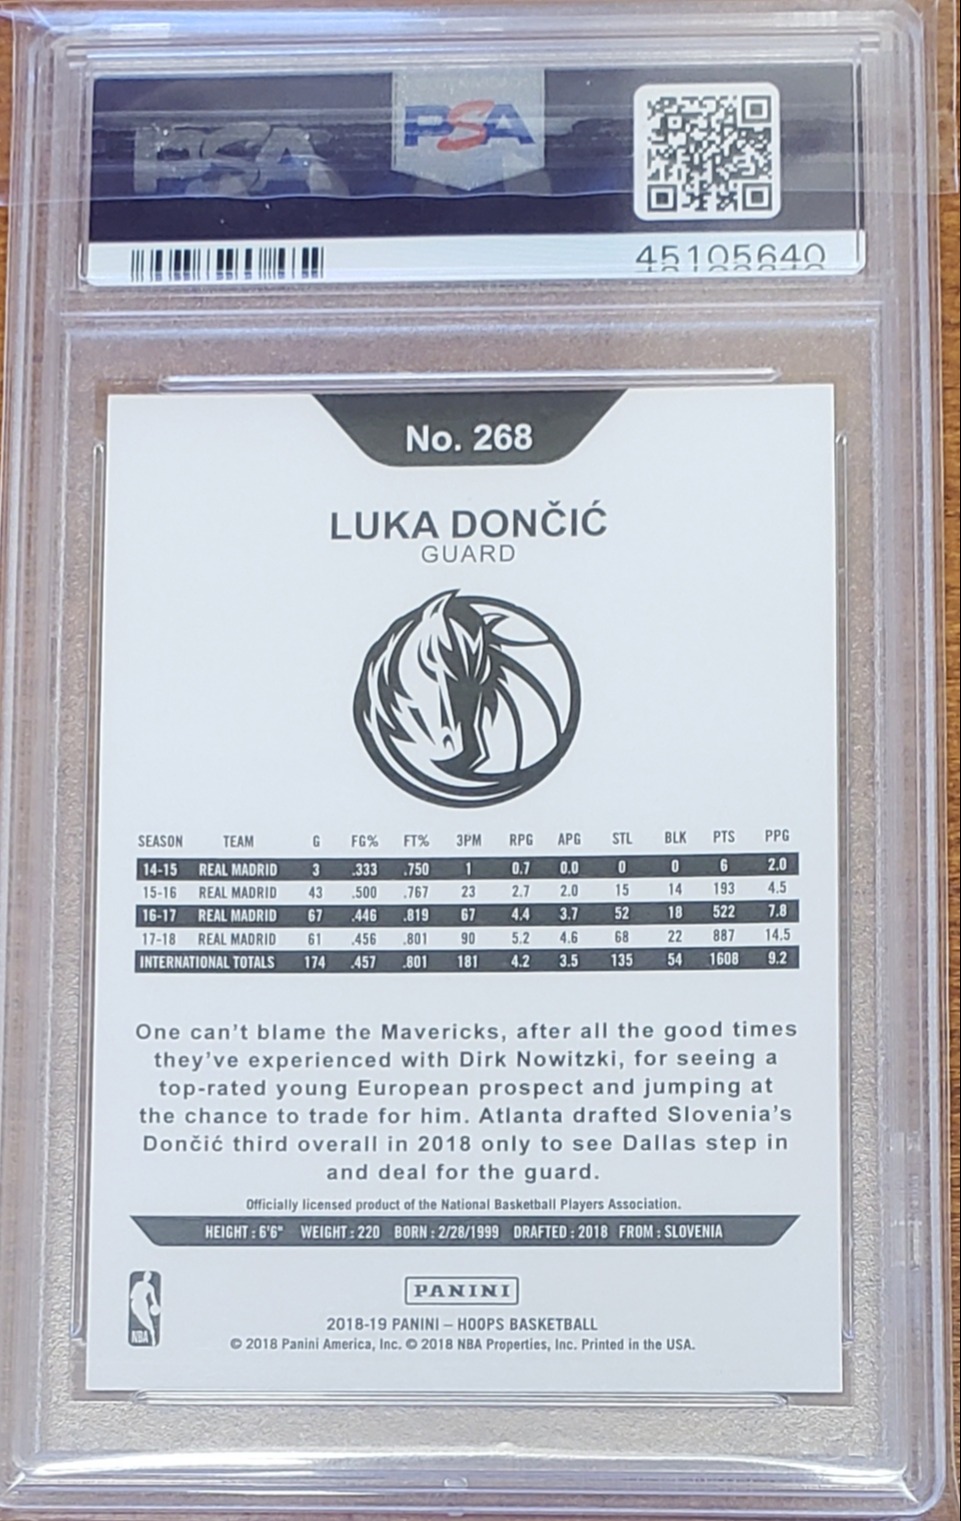 PSA PSA
45105640
No. 268
LUKA DONČIĆ
GUARD
SEASON TEAM G FG% FT% 3PM RPG APG STL BLK PTS PPG
14-15 REAL MADRID 3 .333 .750 1 0.7 0.0 0 0 6 2.0
15-16 REAL MADRID 43 .500 .767 23 2.7 2.0 15 14 193 4.5
16-17 REAL MADRID 67 .446 .819 67 4.4 3.7 52 18 522 7.8
17-18 REAL MADRID 61 .456 .801 90 5.2 4.6 68 22 887 14.5
INTERNATIONAL TOTALS 174 .457 .801 181 4.2 3.5 135 54 1608 9.2
One can't blame the Mavericks, after all the good times
they've experienced with Dirk Nowitzki, for seeing a
top-rated young European prospect and jumping at
the chance to trade for him. Atlanta drafted Slovenia's
Dončić third overall in 2018 only to see Dallas step in
and deal for the guard.
Officially licensed product of the National Basketball Players Association.
HEIGHT : 6'6" WEIGHT : 220 BORN : 2/28/1999 DRAFTED : 2018 FROM : SLOVENIA
NBA
PANINI
2018-19 PANINI – HOOPS BASKETBALL
© 2018 Panini America, Inc. © 2018 NBA Properties, Inc. Printed in the USA.